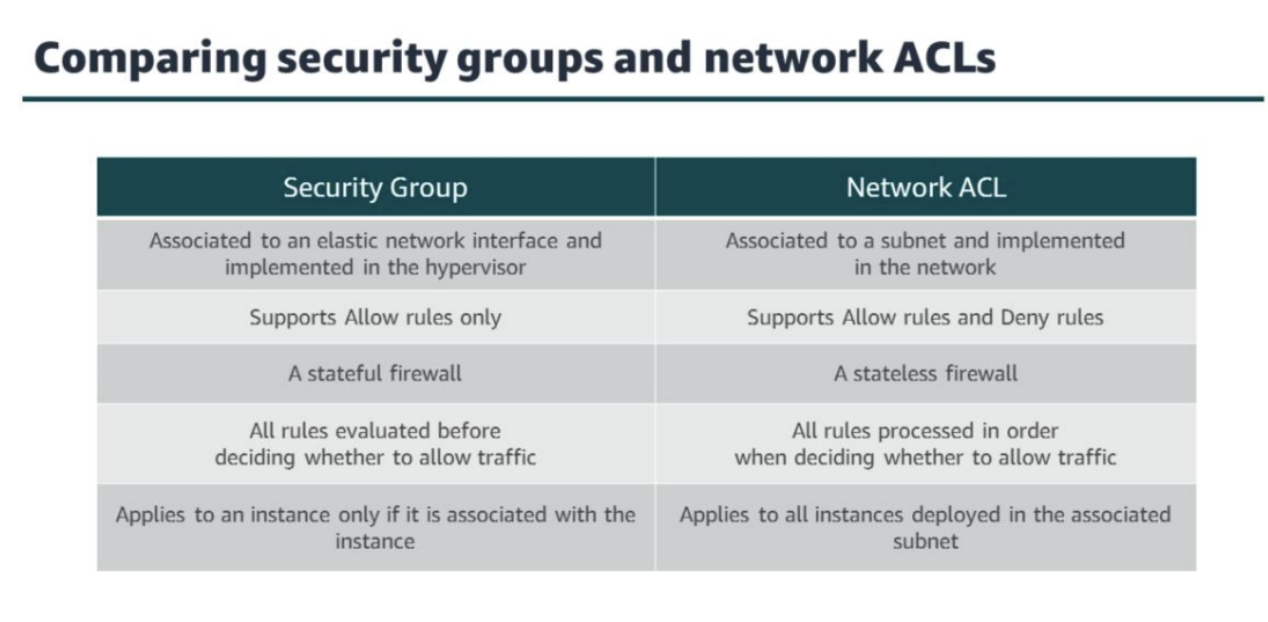 Comparing security groups and network ACLs
Security Group
Network ACL
Associated to an elastic network interface and
implemented in the hypervisor
Associated to a subnet and implemented
in the network
Supports Allow rules only
Supports Allow rules and Deny rules
A stateful firewall
A stateless firewall
All rules evaluated before
deciding whether to allow traffic
All rules processed in order
when deciding whether to allow traffic
Applies to an instance only if it is associated with the
instance
Applies to all instances deployed in the associated
subnet